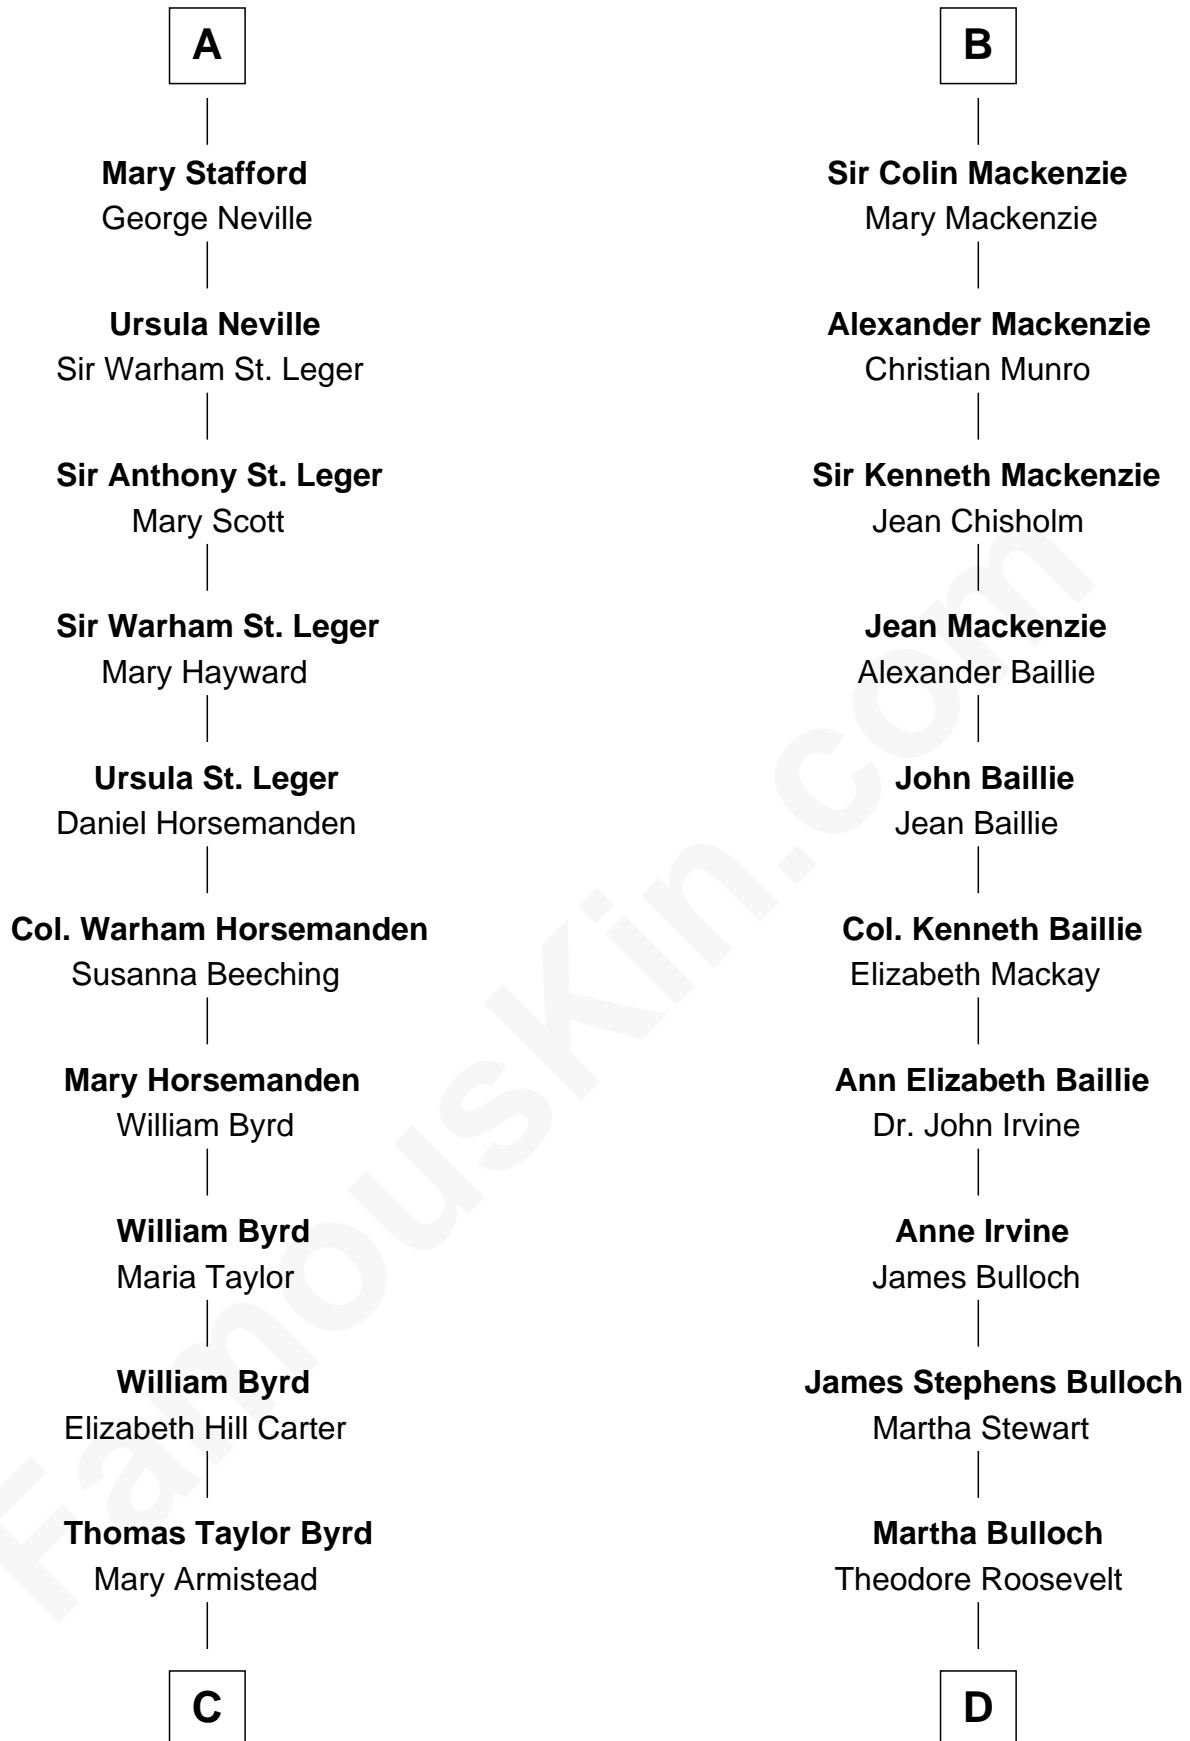 A
Mary Stafford
George Neville
Ursula Neville
Sir Warham St. Leger
Sir Anthony St. Leger
Mary Scott
Sir Warham St. Leger
Mary Hayward
Ursula St. Leger
Daniel Horsemanden
Col. Warham Horsemanden
Susanna Beeching
Mary Horsemanden
William Byrd
William Byrd
Maria Taylor
William Byrd
Elizabeth Hill Carter
Thomas Taylor Byrd
Mary Armistead
C
B
Sir Colin Mackenzie
Mary Mackenzie
Alexander Mackenzie
Christian Munro
Sir Kenneth Mackenzie
Jean Chisholm
Jean Mackenzie
Alexander Baillie
John Baillie
Jean Baillie
Col. Kenneth Baillie
Elizabeth Mackay
Ann Elizabeth Baillie
Dr. John Irvine
Anne Irvine
James Bulloch
James Stephens Bulloch
Martha Stewart
Martha Bulloch
Theodore Roosevelt
D
FamousKin.com